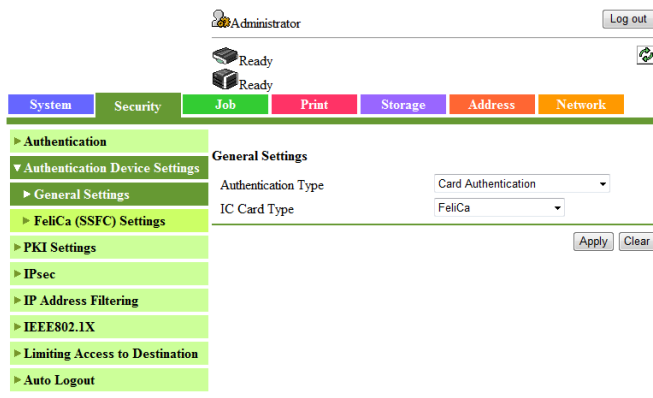 Administrator
Log out
Ready
Ready
System Security Job Print Storage Address Network
Authentication
Authentication Device Settings
General Settings
FeliCa (SSFC) Settings
PKI Settings
IPsec
IP Address Filtering
IEEE802.1X
Limiting Access to Destination
Auto Logout
General Settings
Authentication Type Card Authentication
IC Card Type FeliCa
Apply Clear